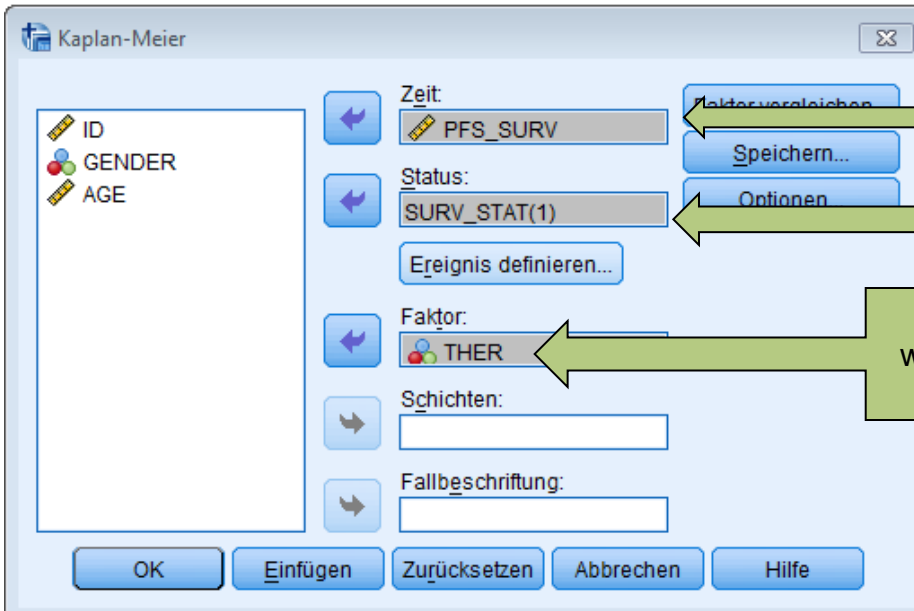 Kaplan-Meier
ID
GENDER
AGE
Zeit:
PFS_SURV
Status:
SURV_STAT(1)
Ereignis definieren...
Faktor:
THER
Schichten:
Fallbeschriftung:
Speichern...
Optionen
OK
Einfügen
Zurücksetzen
Abbrechen
Hilfe